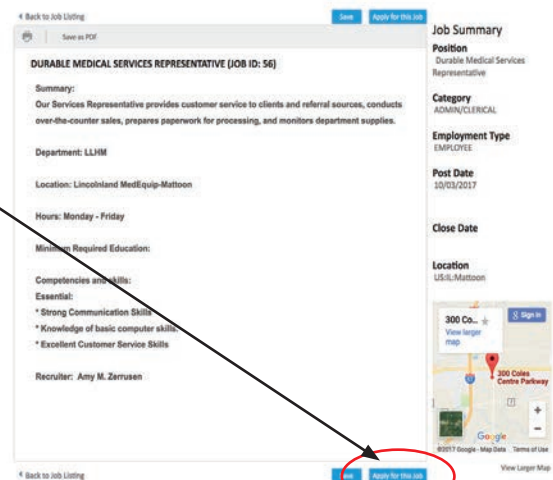 Back to Job Listing
Save
Apply for this Job
Save as PDF
DURABLE MEDICAL SERVICES REPRESENTATIVE (JOB ID: 56)
Summary:
Our Services Representative provides customer service to clients and referral sources, conducts
over-the-counter sales, prepares paperwork for processing, and monitors department supplies.
Department: LLHM
Location: Lincolnland MedEquip-Mattoon
Hours: Monday - Friday
Minimum Required Education:
Competencies and skills:
Essential:
* Strong Communication Skills
* Knowledge of basic computer skills.
* Excellent Customer Service Skills
Recruiter: Amy M. Zerrusen
Back to Job Listing
Save
Apply for this Job
Job Summary
Position
Durable Medical Services
Representative
Category
ADMIN/CLERICAL
Employment Type
EMPLOYEE
Post Date
10/03/2017
Close Date
Location
US:IL:Mattoon
300 Co...
Sign in
View larger
map
300 Coles
Centre Parkway
+
−
Google
©2017 Google - Map Data
Terms of Use
View Larger Map